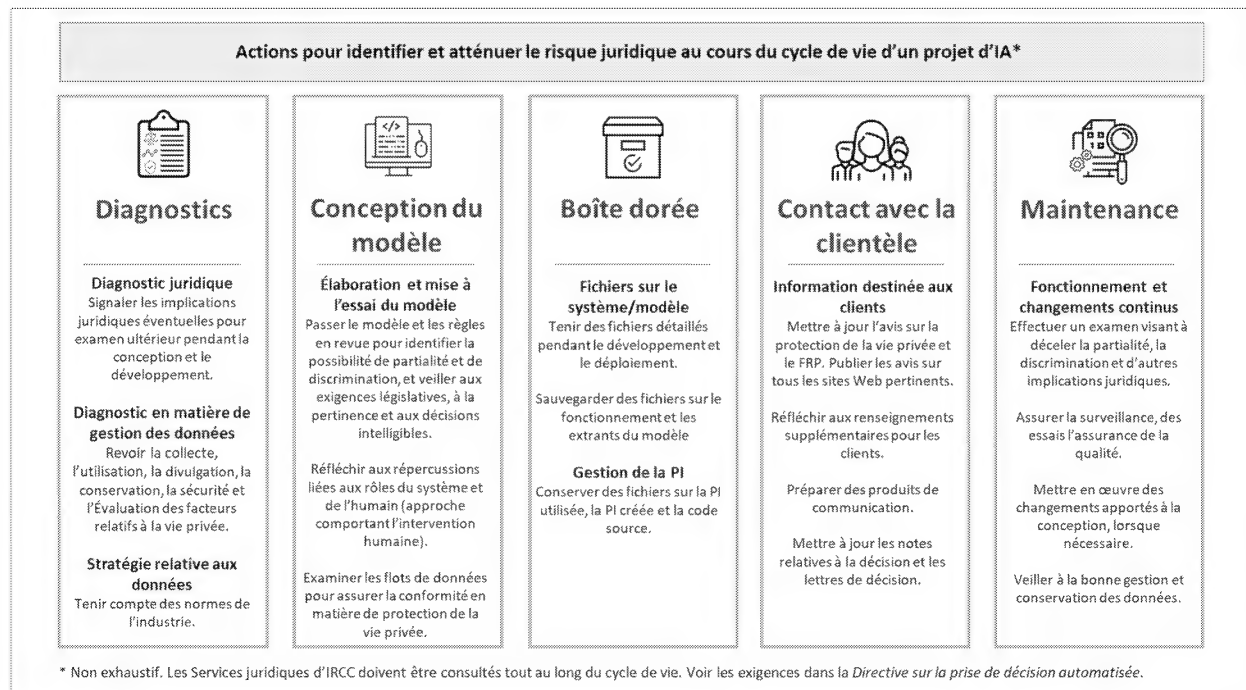 Actions pour identifier et atténuer le risque juridique au cours du cycle de vie d'un projet d'IA*
Diagnostics
Diagnostic juridique
Signaler les implications
juridiques éventuelles pour
examen ultérieur pendant la
conception et le
développement.
Diagnostic en matière de
gestion des données
Revoir la collecte,
l'utilisation, la divulgation, la
conservation, la sécurité et
l'Évaluation des facteurs
relatifs à la vie privée.
Stratégie relative aux
données
Tenir compte des normes de
l'industrie.
Conception du
modèle
Élaboration et mise à
l'essai du modèle
Passer le modèle et les règles
en revue pour identifier la
possibilité de partialité et de
discrimination, et veiller aux
exigences législatives, à la
pertinence et aux décisions
intelligibles.
Réfléchir aux répercussions
liées aux rôles du système et
de l'humain (approche
comportant l'intervention
humaine).
Examiner les flots de données
pour assurer la conformité en
matière de protection de la
vie privée.
Boîte dorée
Fichiers sur le
système/modèle
Tenir des fichiers détaillés
pendant le développement et
le déploiement.
Sauvegarder des fichiers sur le
fonctionnement et les
extrants du modèle
Gestion de la PI
Conserver des fichiers sur la PI
utilisée, la PI créée et la code
source.
Contact avec la
clientèle
Information destinée aux
clients
Mettre à jour l'avis sur la
protection de la vie privée et
le FRP. Publier les avis sur
tous les sites Web pertinents.
Réfléchir aux renseignements
supplémentaires pour les
clients.
Préparer des produits de
communication.
Mettre à jour les notes
relatives à la décision et les
lettres de décision.
Maintenance
Fonctionnement et
changements continus
Effectuer un examen visant à
déceler la partialité, la
discrimination et d'autres
implications juridiques.
Assurer la surveillance, des
essais l'assurance de la
qualité.
Mettre en œuvre des
changements apportés à la
conception, lorsque
nécessaire.
Veiller à la bonne gestion et
conservation des données.
* Non exhaustif. Les Services juridiques d'IRCC doivent être consultés tout au long du cycle de vie. Voir les exigences dans la Directive sur la prise de décision automatisée.